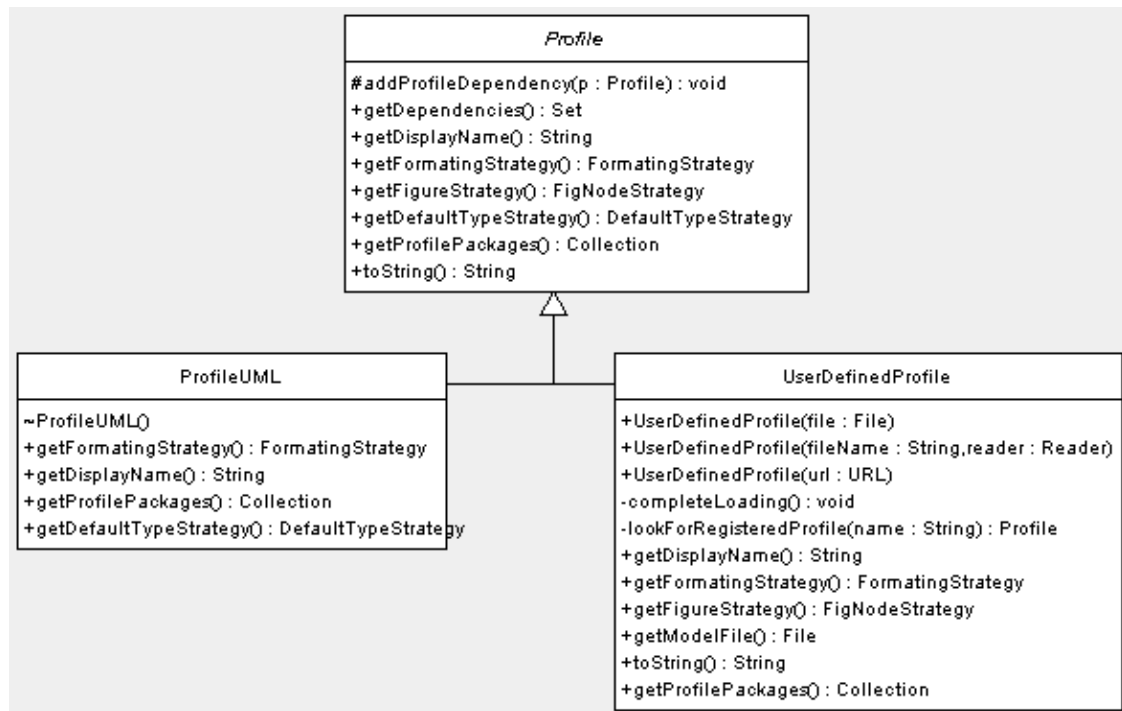 Profile
#addProfileDependency(p : Profile) : void
+getDependencies() : Set
+getDisplayName() : String
+getFormatingStrategy() : FormatingStrategy
+getFigureStrategy() : FigNodeStrategy
+getDefaultTypeStrategy() : DefaultTypeStrategy
+getProfilePackages() : Collection
+toString() : String
ProfileUML
~ProfileUML()
+getFormatingStrategy() : FormatingStrategy
+getDisplayName() : String
+getProfilePackages() : Collection
+getDefaultTypeStrategy() : DefaultTypeStrategy
UserDefinedProfile
+UserDefinedProfile(file : File)
+UserDefinedProfile(fileName : String,reader : Reader)
+UserDefinedProfile(url : URL)
-completeLoading() : void
-lookForRegisteredProfile(name : String) : Profile
+getDisplayName() : String
+getFormatingStrategy() : FormatingStrategy
+getFigureStrategy() : FigNodeStrategy
+getModelFile() : File
+toString() : String
+getProfilePackages() : Collection